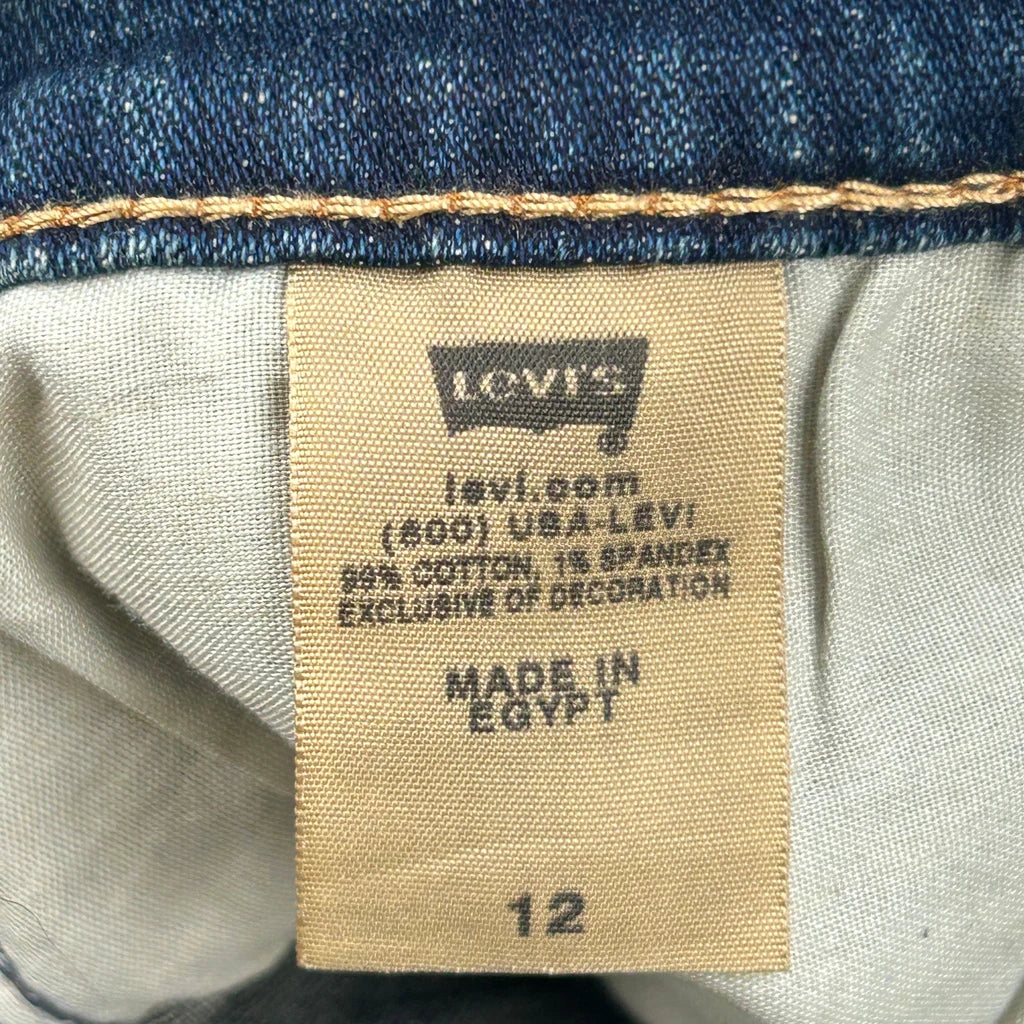 LEVI'S
levi.com
(800) USA-LEVI
99% COTTON, 1% SPANDEX
EXCLUSIVE OF DECORATION
MADE IN
EGYPT
12